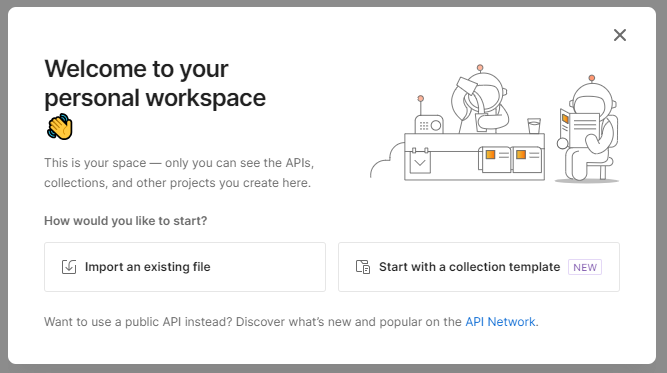 Welcome to your
personal workspace
👋
This is your space — only you can see the APIs,
collections, and other projects you create here.
How would you like to start?
Import an existing file
Start with a collection template NEW
Want to use a public API instead? Discover what's new and popular on the API Network.